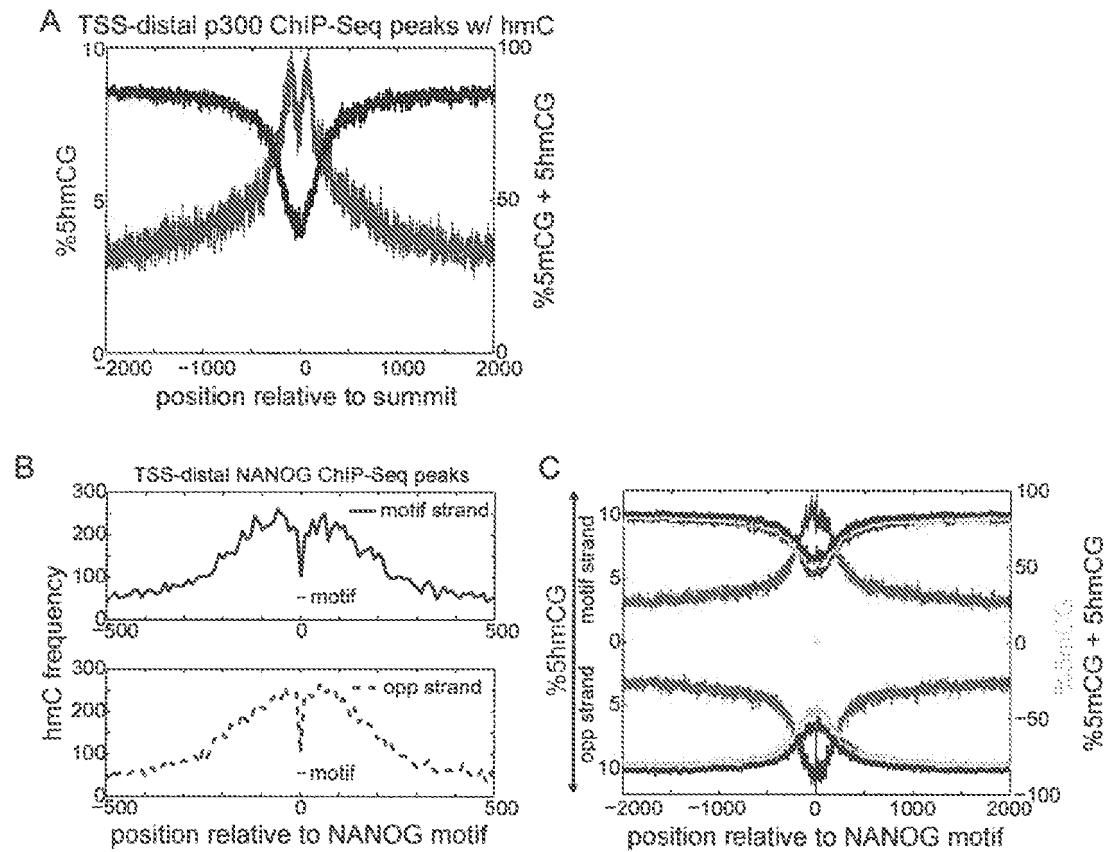 A TSS-distal p300 ChIP-Seq peaks w/ hmC
10
5
0
%5hmCG
100
50
0
%5mCG + 5hmCG
-2000 -1000 0 1000 2000
position relative to summit
B
TSS-distal NANOG ChIP-Seq peaks
300
200
100
0
motif strand
motif
-500 0 500
hmC frequency
300
200
100
0
opp strand
motif
-500 0 500
position relative to NANOG motif
C
%5hmCG
opp strand motif strand
10
5
0
5
10
100
50
0
-50
-100
%5mCG
%5mCG + 5hmCG
-2000 -1000 0 1000 2000
position relative to NANOG motif